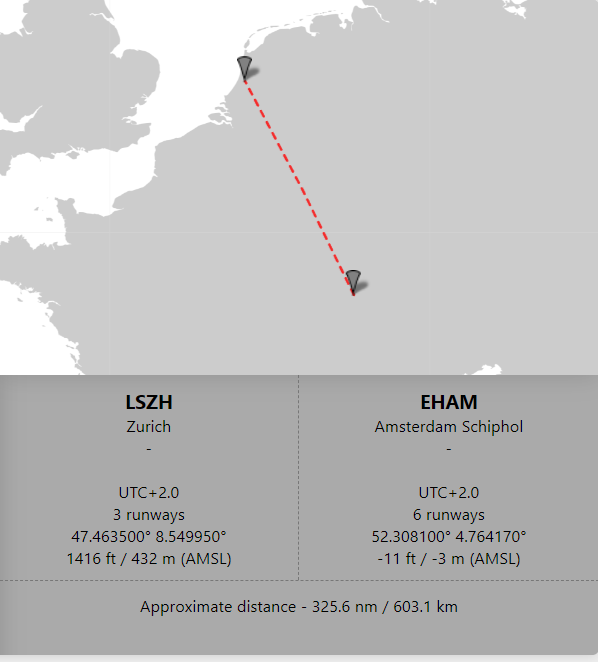 LSZH
Zurich
-
UTC+2.0
3 runways
47.463500° 8.549950°
1416 ft / 432 m (AMSL)
EHAM
Amsterdam Schiphol
-
UTC+2.0
6 runways
52.308100° 4.764170°
-11 ft / -3 m (AMSL)
Approximate distance - 325.6 nm / 603.1 km